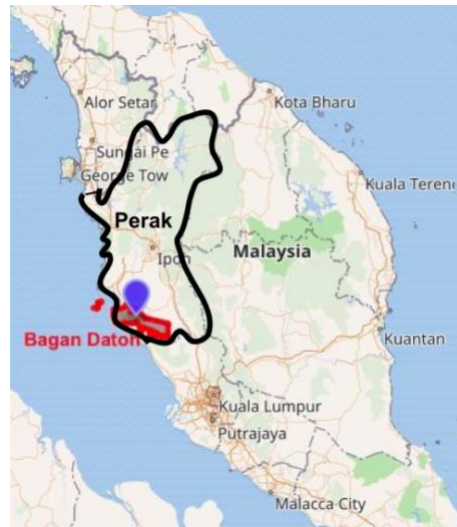 Alor Setar
Kota Bharu
Sungai Pe
George Tow
Kuala Tereng
Perak
Ipoh
Malaysia
Bagan Datoh
Kuantan
Kuala Lumpur
Putrajaya
Malacca City